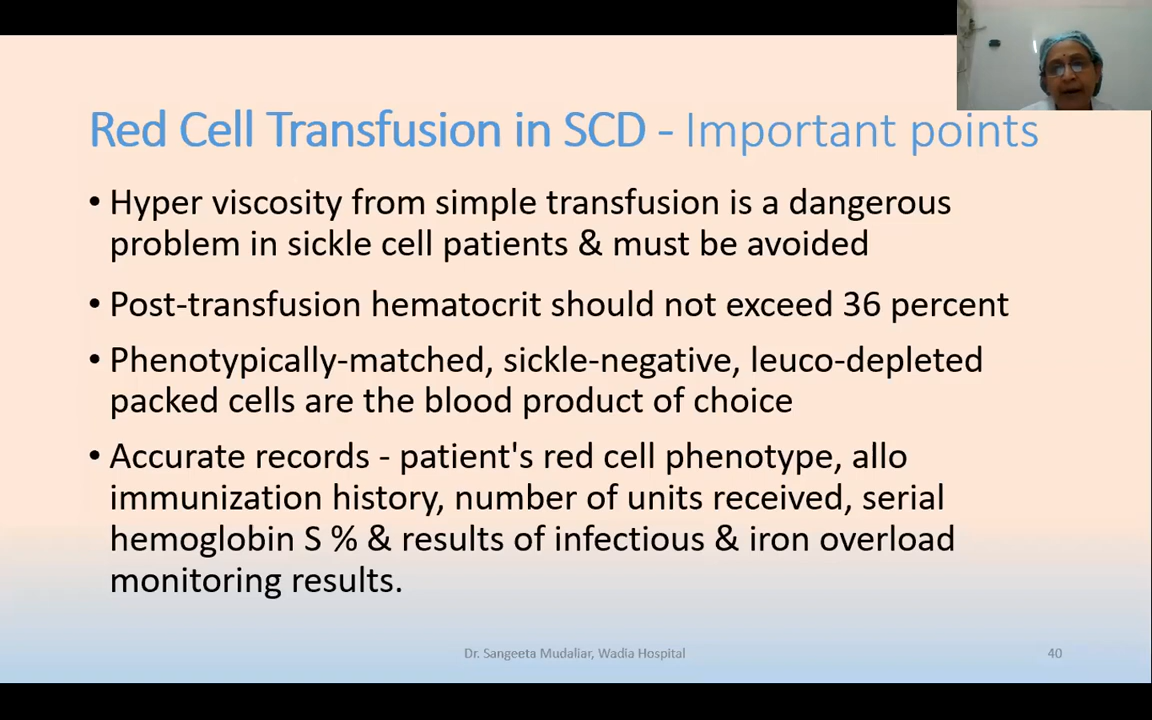 Red Cell Transfusion in SCD - Important points
• Hyper viscosity from simple transfusion is a dangerous
problem in sickle cell patients & must be avoided
• Post-transfusion hematocrit should not exceed 36 percent
• Phenotypically-matched, sickle-negative, leuco-depleted
packed cells are the blood product of choice
• Accurate records - patient's red cell phenotype, allo
immunization history, number of units received, serial
hemoglobin S % & results of infectious & iron overload
monitoring results.
Dr. Sangeeta Mudaliar, Wadia Hospital
40